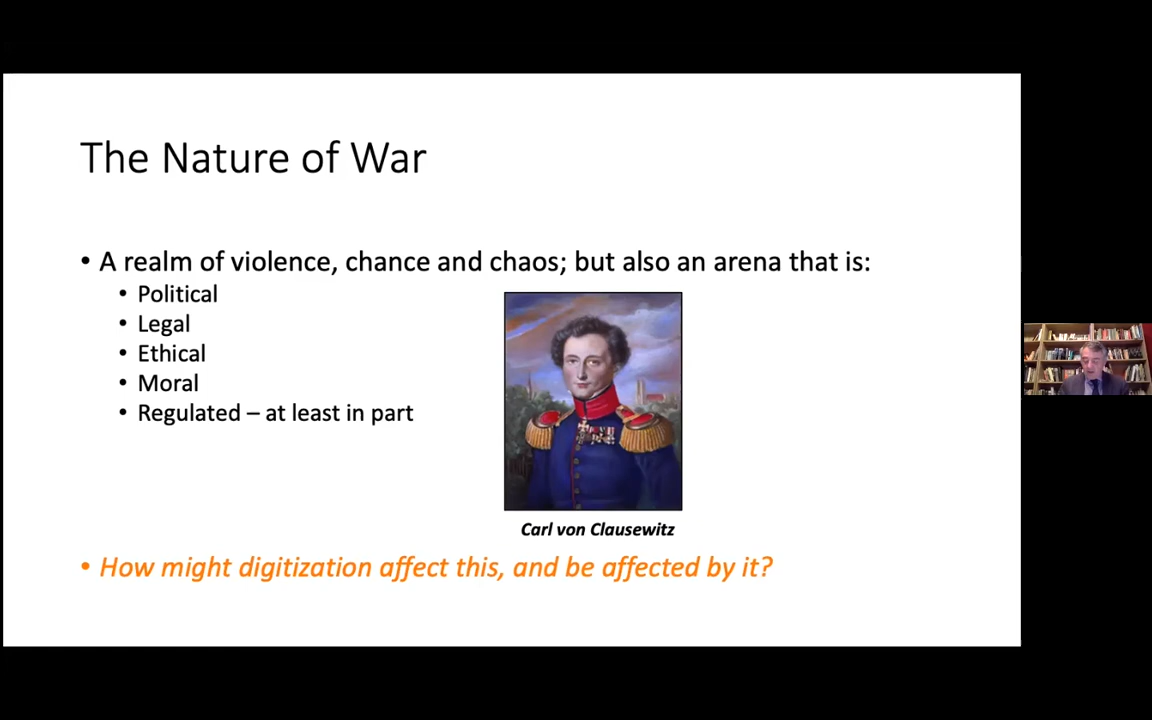 The Nature of War
• A realm of violence, chance and chaos; but also an arena that is:
• Political
• Legal
• Ethical
• Moral
• Regulated – at least in part
Carl von Clausewitz
• How might digitization affect this, and be affected by it?